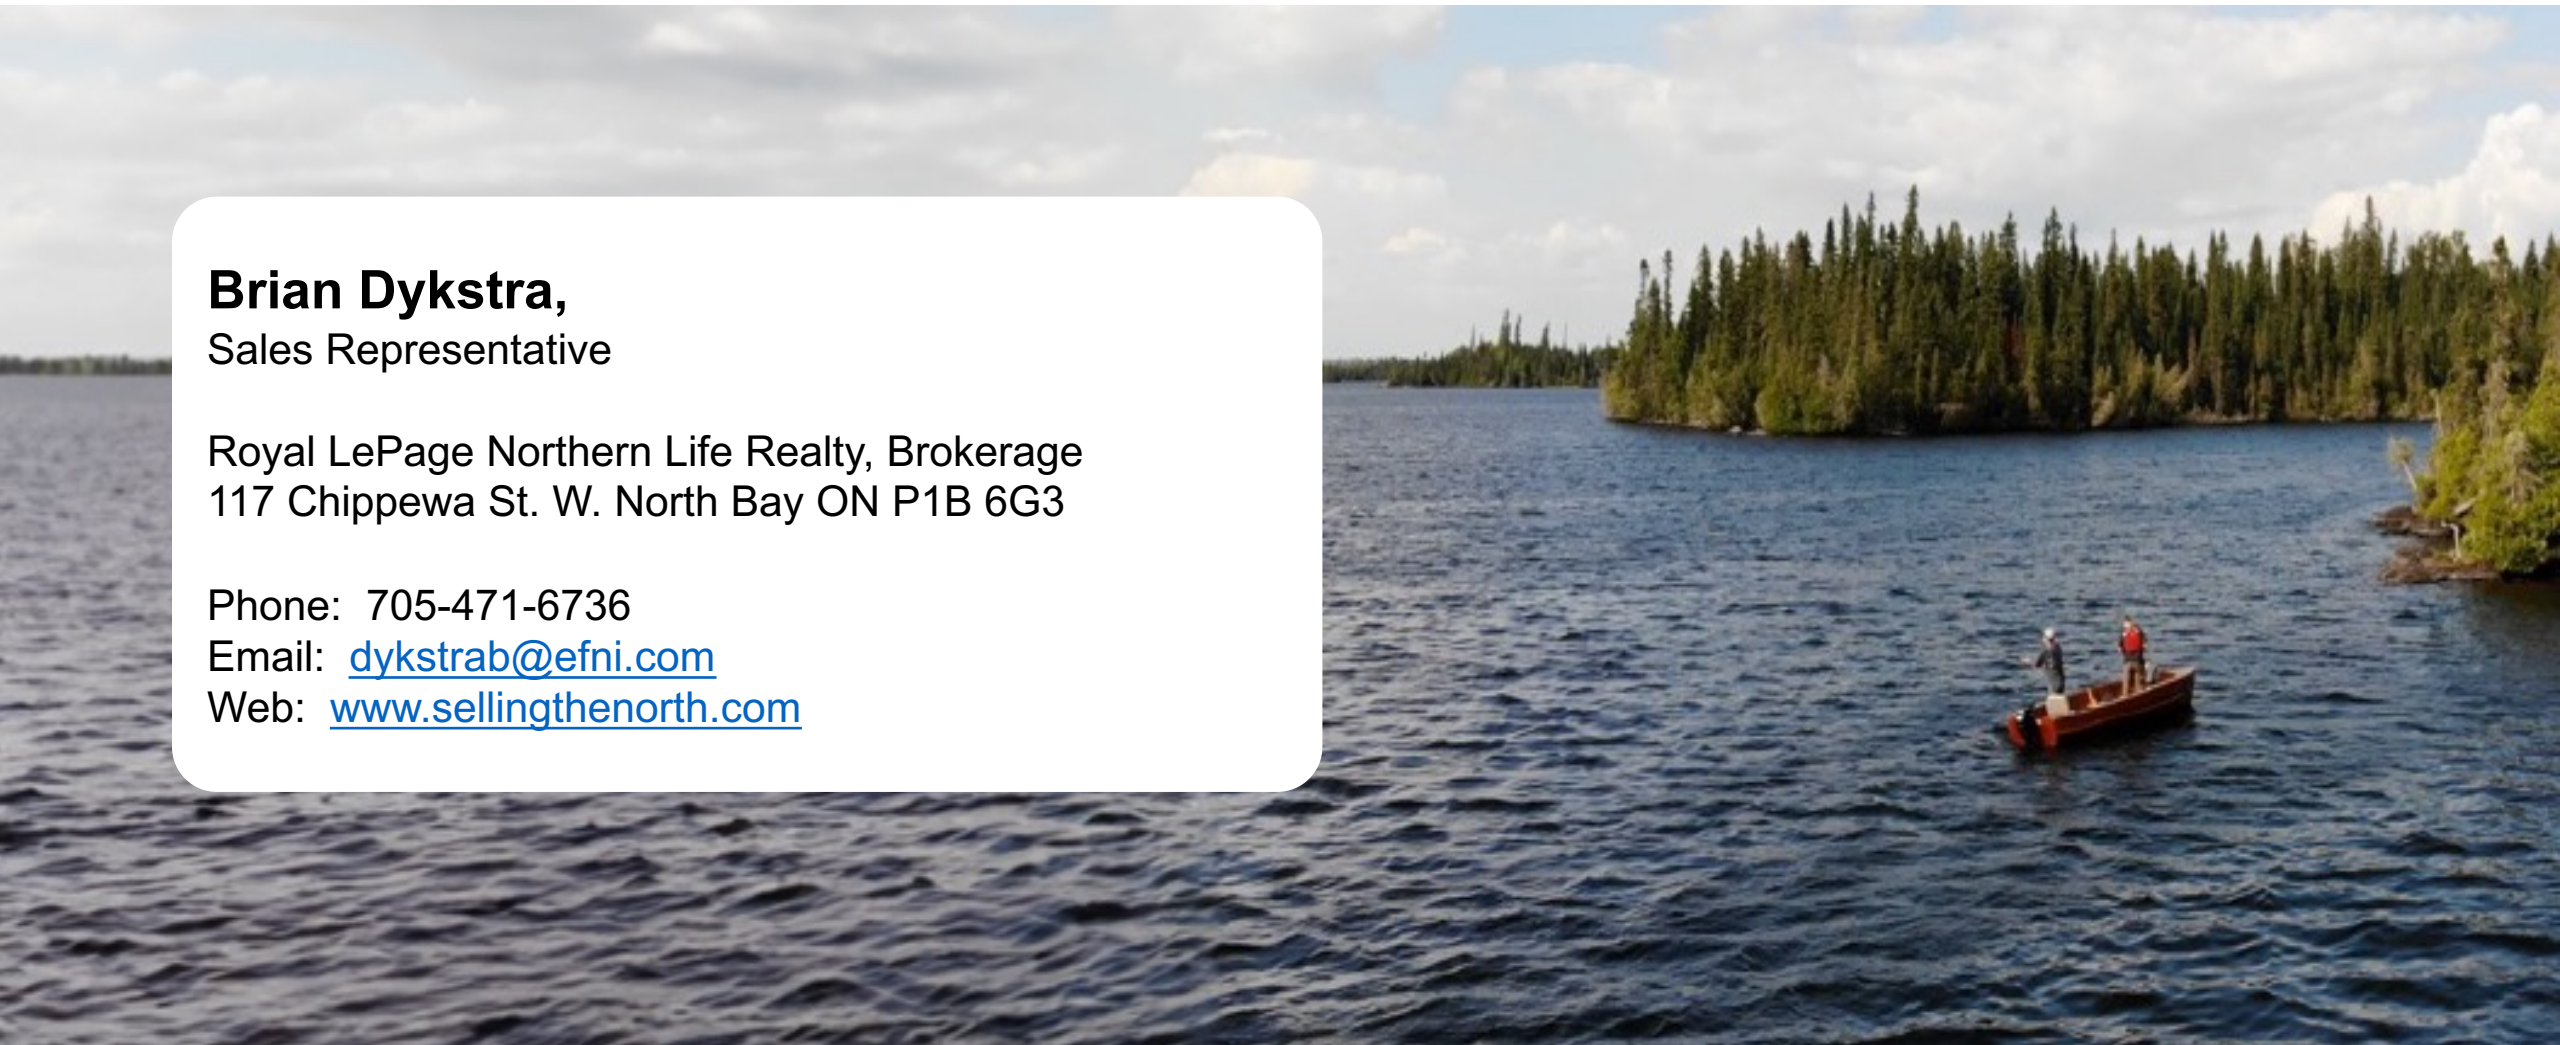 Brian Dykstra,
Sales Representative
Royal LePage Northern Life Realty, Brokerage
117 Chippewa St. W. North Bay ON P1B 6G3
Phone:  705-471-6736
Email:  dykstrab@efni.com
Web:  www.sellingthenorth.com